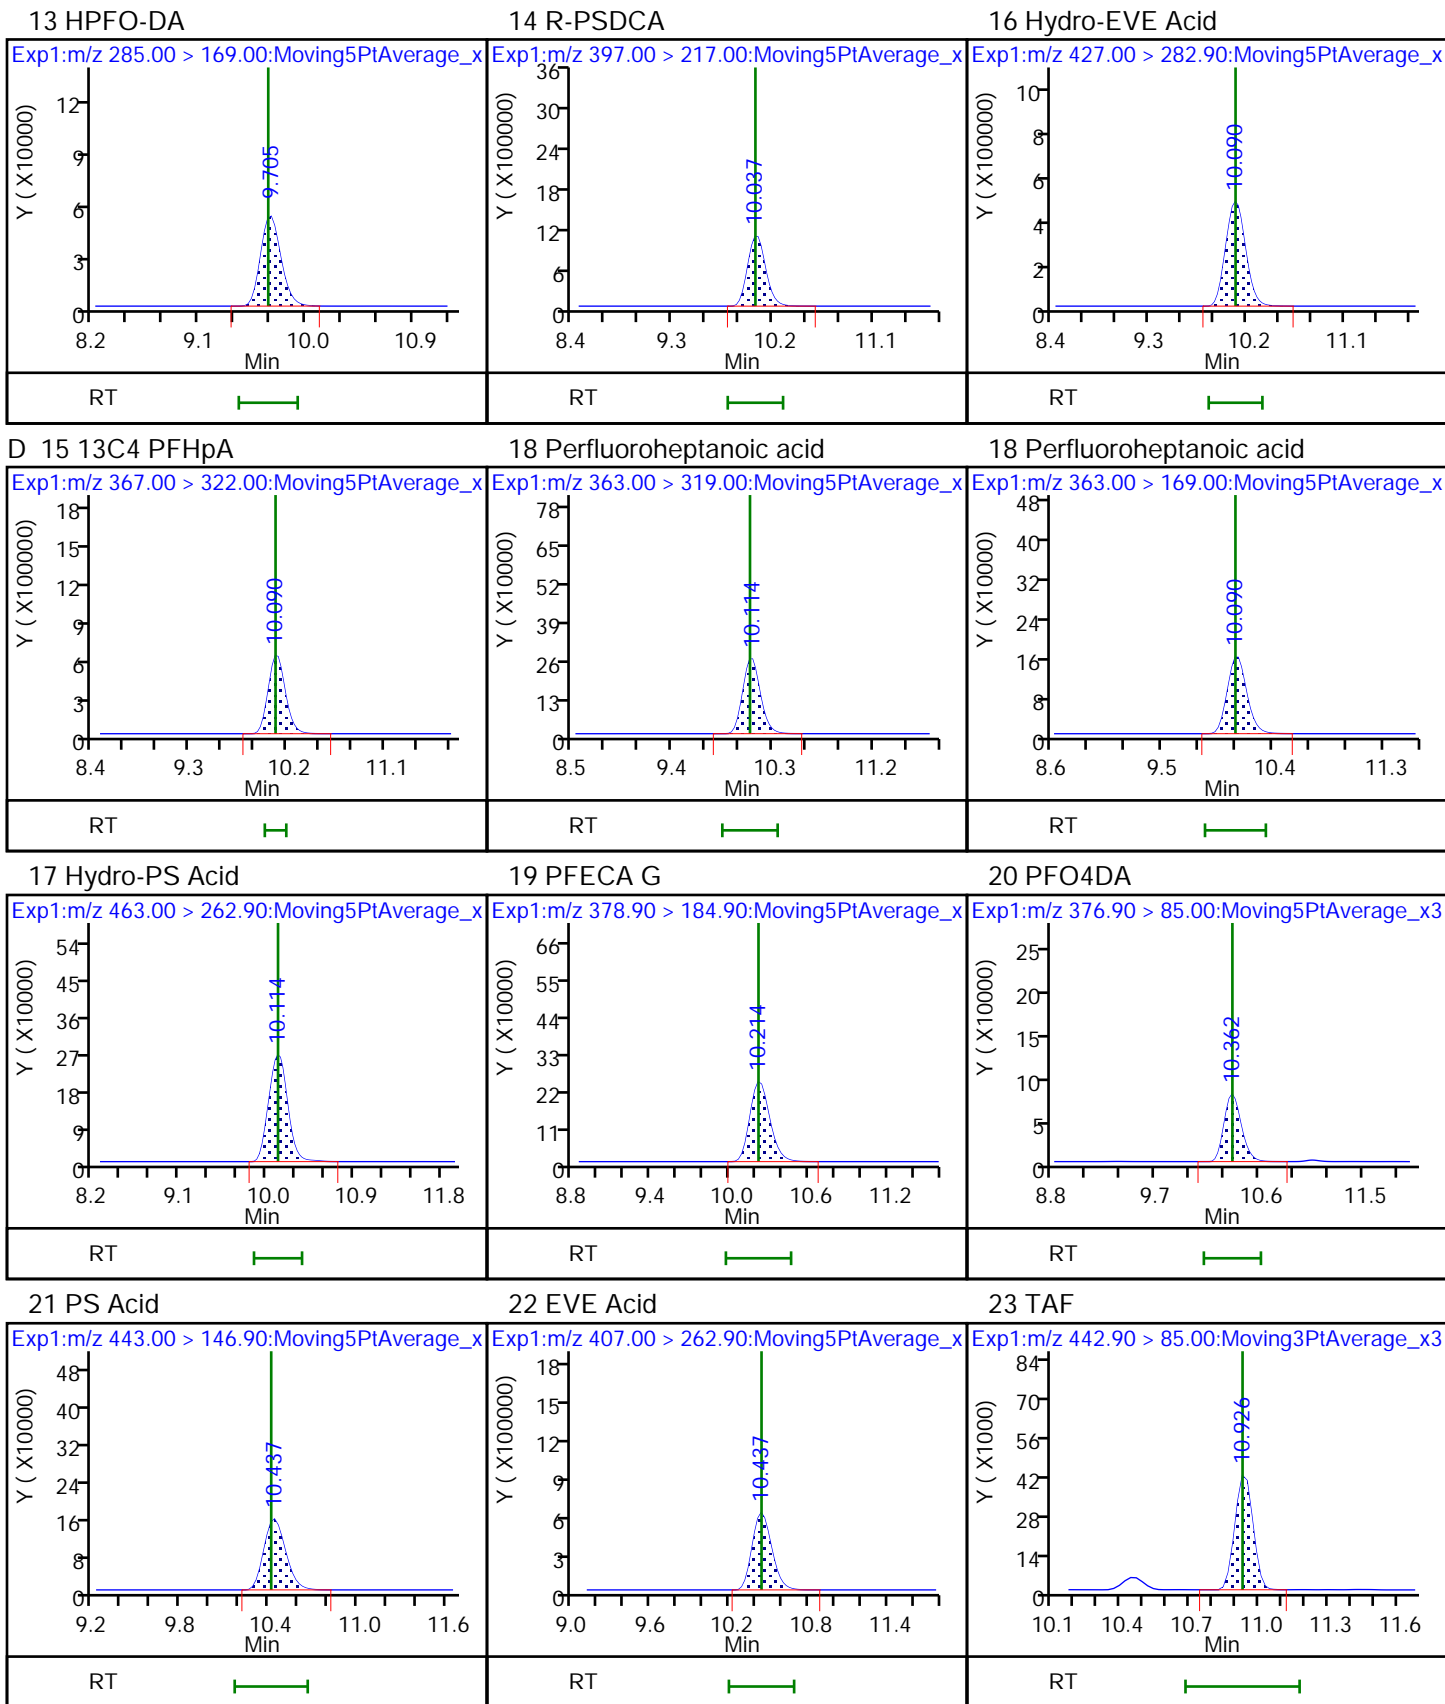 13 HPFO-DA
Exp1:m/z 285.00 > 169.00:Moving5PtAverage_x
Y ( X100000)
12
9
6
3
0
9.705
8.2 9.1 10.0 10.9
Min
RT
14 R-PSDCA
Exp1:m/z 397.00 > 217.00:Moving5PtAverage_x
Y ( X100000)
36
30
24
18
12
6
0
10.037
8.4 9.3 10.2 11.1
Min
RT
16 Hydro-EVE Acid
Exp1:m/z 427.00 > 282.90:Moving5PtAverage_x
Y ( X100000)
10
8
6
4
2
0
10.090
8.4 9.3 10.2 11.1
Min
RT
D 15 13C4 PFHpA
Exp1:m/z 367.00 > 322.00:Moving5PtAverage_x
Y ( X100000)
18
15
12
9
6
3
0
10.090
8.4 9.3 10.2 11.1
Min
RT
18 Perfluoroheptanoic acid
Exp1:m/z 363.00 > 319.00:Moving5PtAverage_x
Y ( X10000)
78
65
52
39
26
13
0
10.114
8.5 9.4 10.3 11.2
Min
RT
18 Perfluoroheptanoic acid
Exp1:m/z 363.00 > 169.00:Moving5PtAverage_x
Y ( X10000)
48
40
32
24
16
8
0
10.090
8.6 9.5 10.4 11.3
Min
RT
17 Hydro-PS Acid
Exp1:m/z 463.00 > 262.90:Moving5PtAverage_x
Y ( X10000)
54
45
36
27
18
9
0
10.114
8.2 9.1 10.0 10.9 11.8
Min
RT
19 PFECA G
Exp1:m/z 378.90 > 184.90:Moving5PtAverage_x
Y ( X10000)
66
55
44
33
22
11
0
10.214
8.8 9.4 10.0 10.6 11.2
Min
RT
20 PFO4DA
Exp1:m/z 376.90 > 85.00:Moving5PtAverage_x3
Y ( X10000)
25
20
15
10
5
0
10.362
8.8 9.7 10.6 11.5
Min
RT
21 PS Acid
Exp1:m/z 443.00 > 146.90:Moving5PtAverage_x
Y ( X10000)
48
40
32
24
16
8
0
10.437
9.2 9.8 10.4 11.0 11.6
Min
RT
22 EVE Acid
Exp1:m/z 407.00 > 262.90:Moving5PtAverage_x
Y ( X100000)
18
15
12
9
6
3
0
10.437
9.0 9.6 10.2 10.8 11.4
Min
RT
23 TAF
Exp1:m/z 442.90 > 85.00:Moving3PtAverage_x3
Y ( X1000)
84
70
56
42
28
14
0
10.926
10.1 10.4 10.7 11.0 11.3 11.6
Min
RT